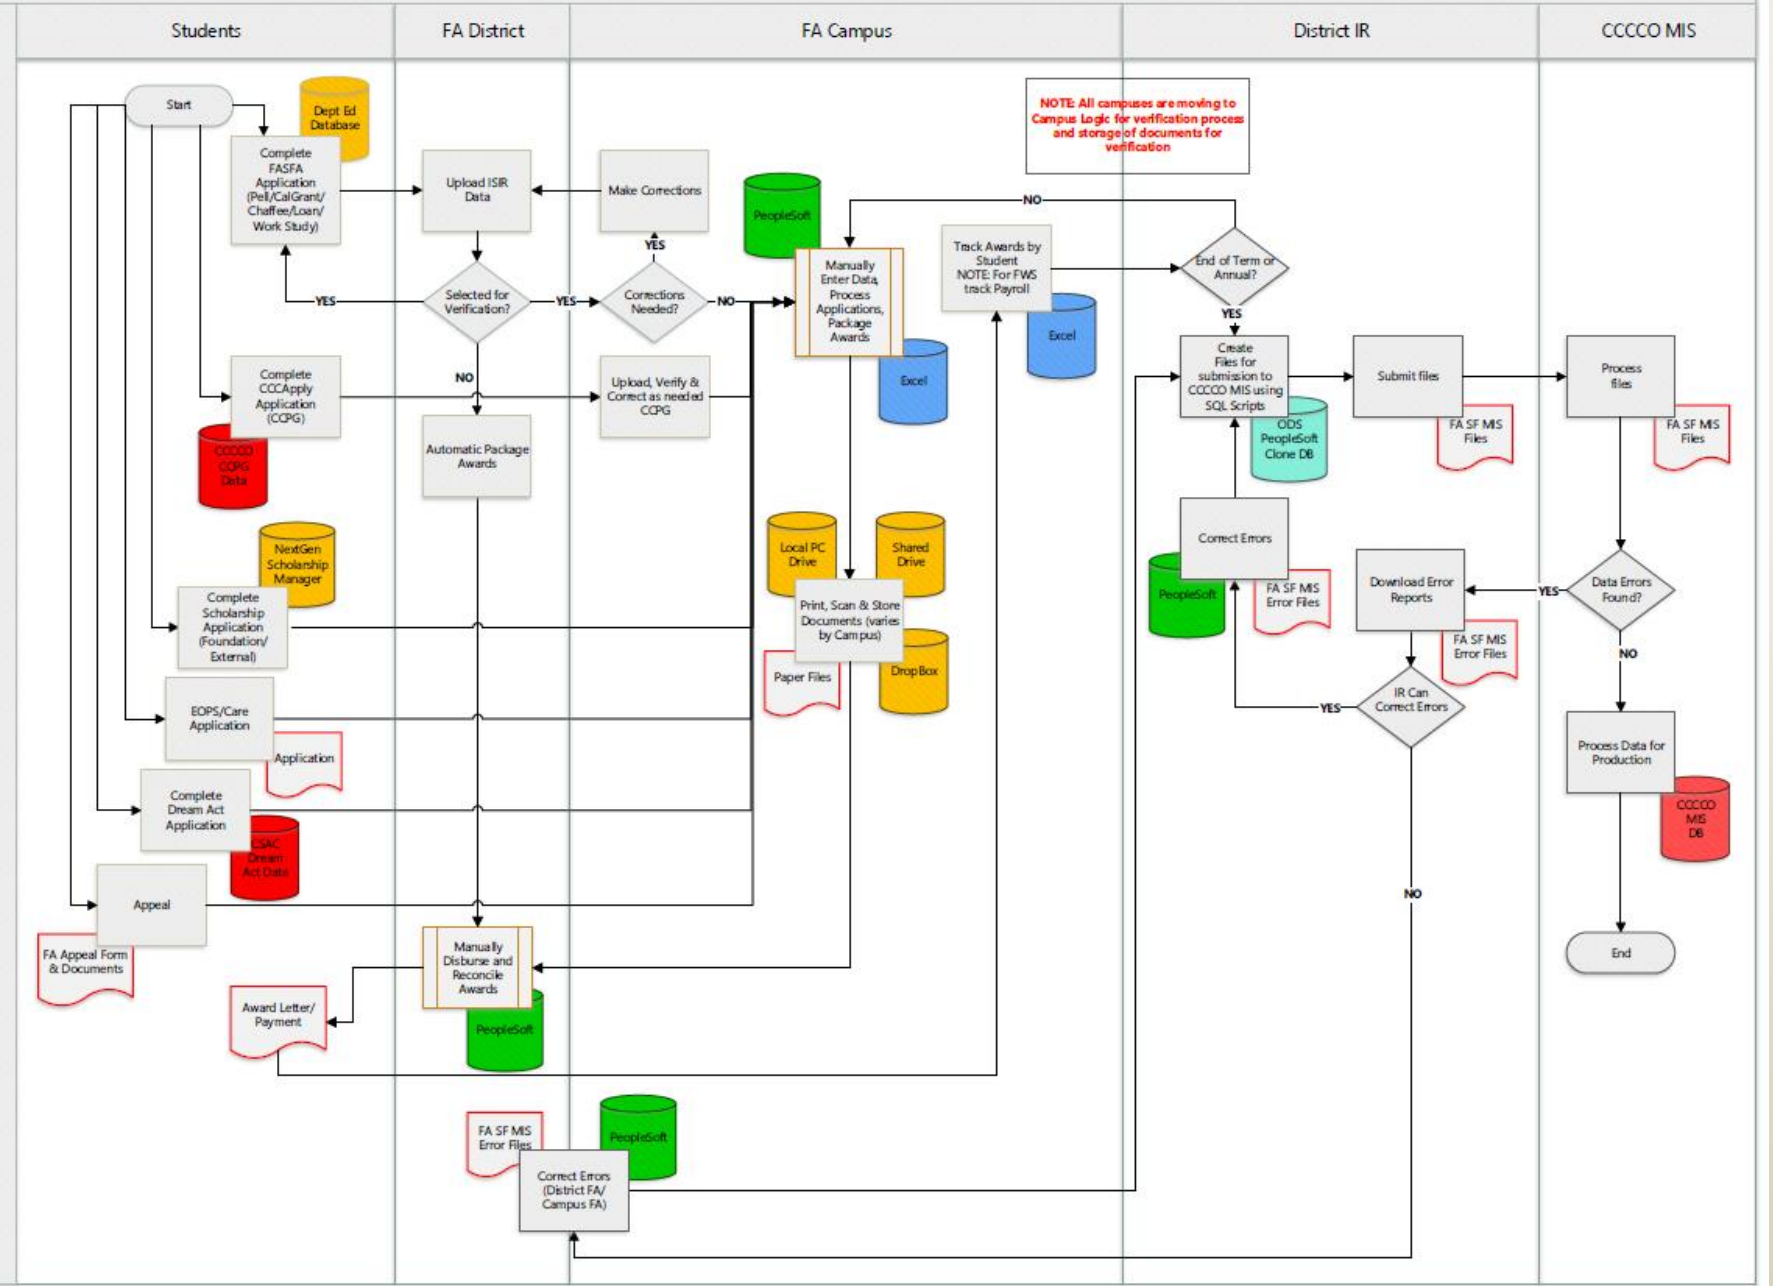 Students
FA District
FA Campus
District IR
CCCCO MIS
Start
Dept Ed
Database
Complete
FASFA
Application
(Pell/CalGrant/
Chaffee/Loan/
Work Study)
Upload ISIR
Data
Make Corrections
YES
Selected for
Verification?
YES
YES
Corrections
Needed?
NO
NO
PeopleSoft
Manually
Enter Data,
Process
Applications,
Package
Awards
Excel
Track Awards by
Student
NOTE: For FWS
track Payroll
Excel
NOTE: All campuses are moving to
Campus Logic for verification process
and storage of documents for
verification
NO
End of Term or
Annual?
YES
Create
Files for
submission to
CCCCO MIS using
SQL Scripts
ODS
PeopleSoft
Clone DB
Submit files
FA SF MIS
Files
Process
files
FA SF MIS
Files
Complete
CCCApply
Application
(CCPG)
CCCCO
CCPG
Data
Upload, Verify &
Correct as needed
CCPG
Automatic Package
Awards
NextGen
Scholarship
Manager
Complete
Scholarship
Application
(Foundation/
External)
EOPS/Care
Application
Application
Complete
Dream Act
Application
CSAC
Dream
Act Data
Appeal
FA Appeal Form
& Documents
Local PC
Drive
Shared
Drive
Print, Scan & Store
Documents (varies
by Campus)
Paper Files
DropBox
Correct Errors
PeopleSoft
FA SF MIS
Error Files
Download Error
Reports
FA SF MIS
Error Files
YES
Data Errors
Found?
NO
IR Can
Correct Errors
YES
NO
Process Data for
Production
CCCCO
MIS
DB
End
Manually
Disburse and
Reconcile
Awards
PeopleSoft
Award Letter/
Payment
FA SF MIS
Error Files
PeopleSoft
Correct Errors
(District FA/
Campus FA)